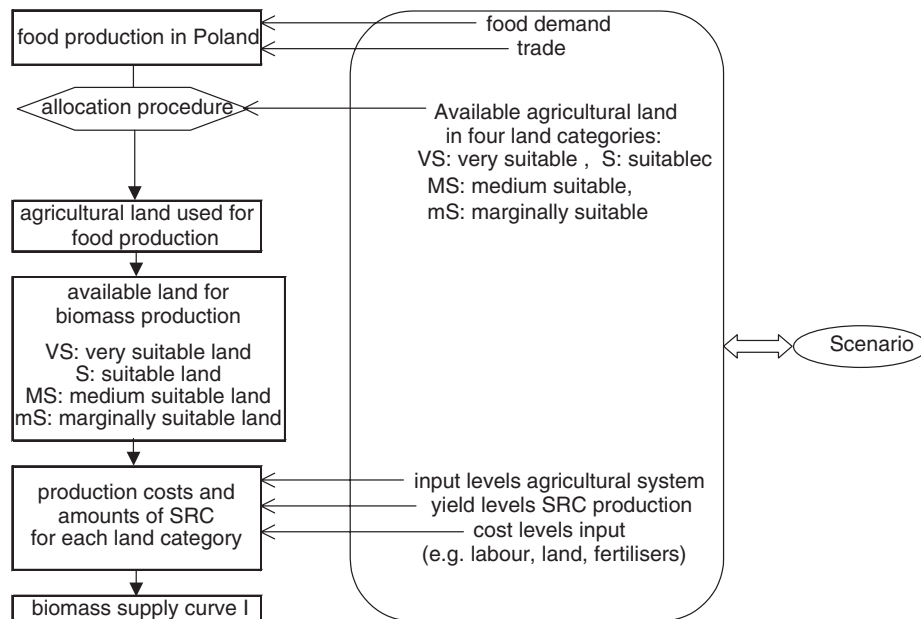 food production in Poland
food demand
trade
allocation procedure
Available agricultural land
in four land categories:
VS: very suitable , S: suitablec
MS: medium suitable,
mS: marginally suitable
agricultural land used for
food production
available land for
biomass production
VS: very suitable land
S: suitable land
MS: medium suitable land
mS: marginally suitable land
Scenario
production costs and
amounts of SRC
for each land category
input levels agricultural system
yield levels SRC production
cost levels input
(e.g. labour, land, fertilisers)
biomass supply curve I